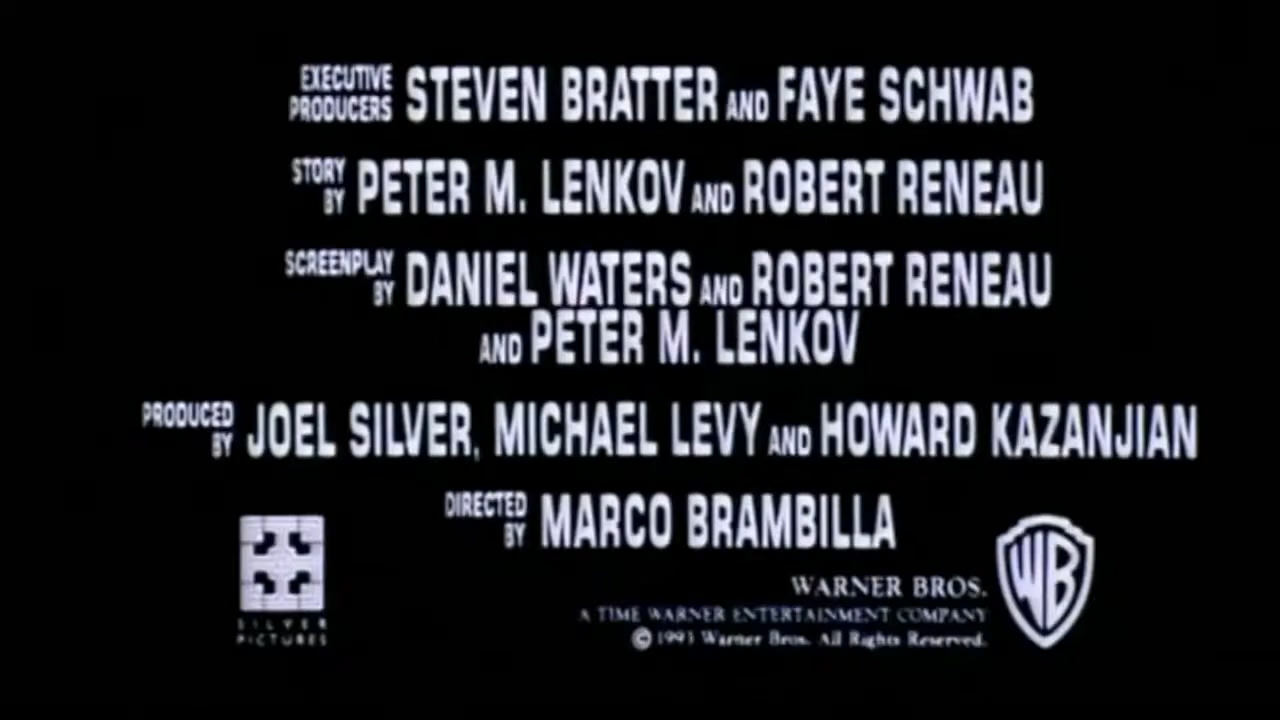 EXECUTIVE PRODUCERS STEVEN BRATTER AND FAYE SCHWAB
STORY BY PETER M. LENKOV AND ROBERT RENEAU
SCREENPLAY BY DANIEL WATERS AND ROBERT RENEAU
AND PETER M. LENKOV
PRODUCED BY JOEL SILVER, MICHAEL LEVY AND HOWARD KAZANJIAN
DIRECTED BY MARCO BRAMBILLA
SILVER
PICTURES
WARNER BROS.
A TIME WARNER ENTERTAINMENT COMPANY
© 1993 Warner Bros. All Rights Reserved.
WB